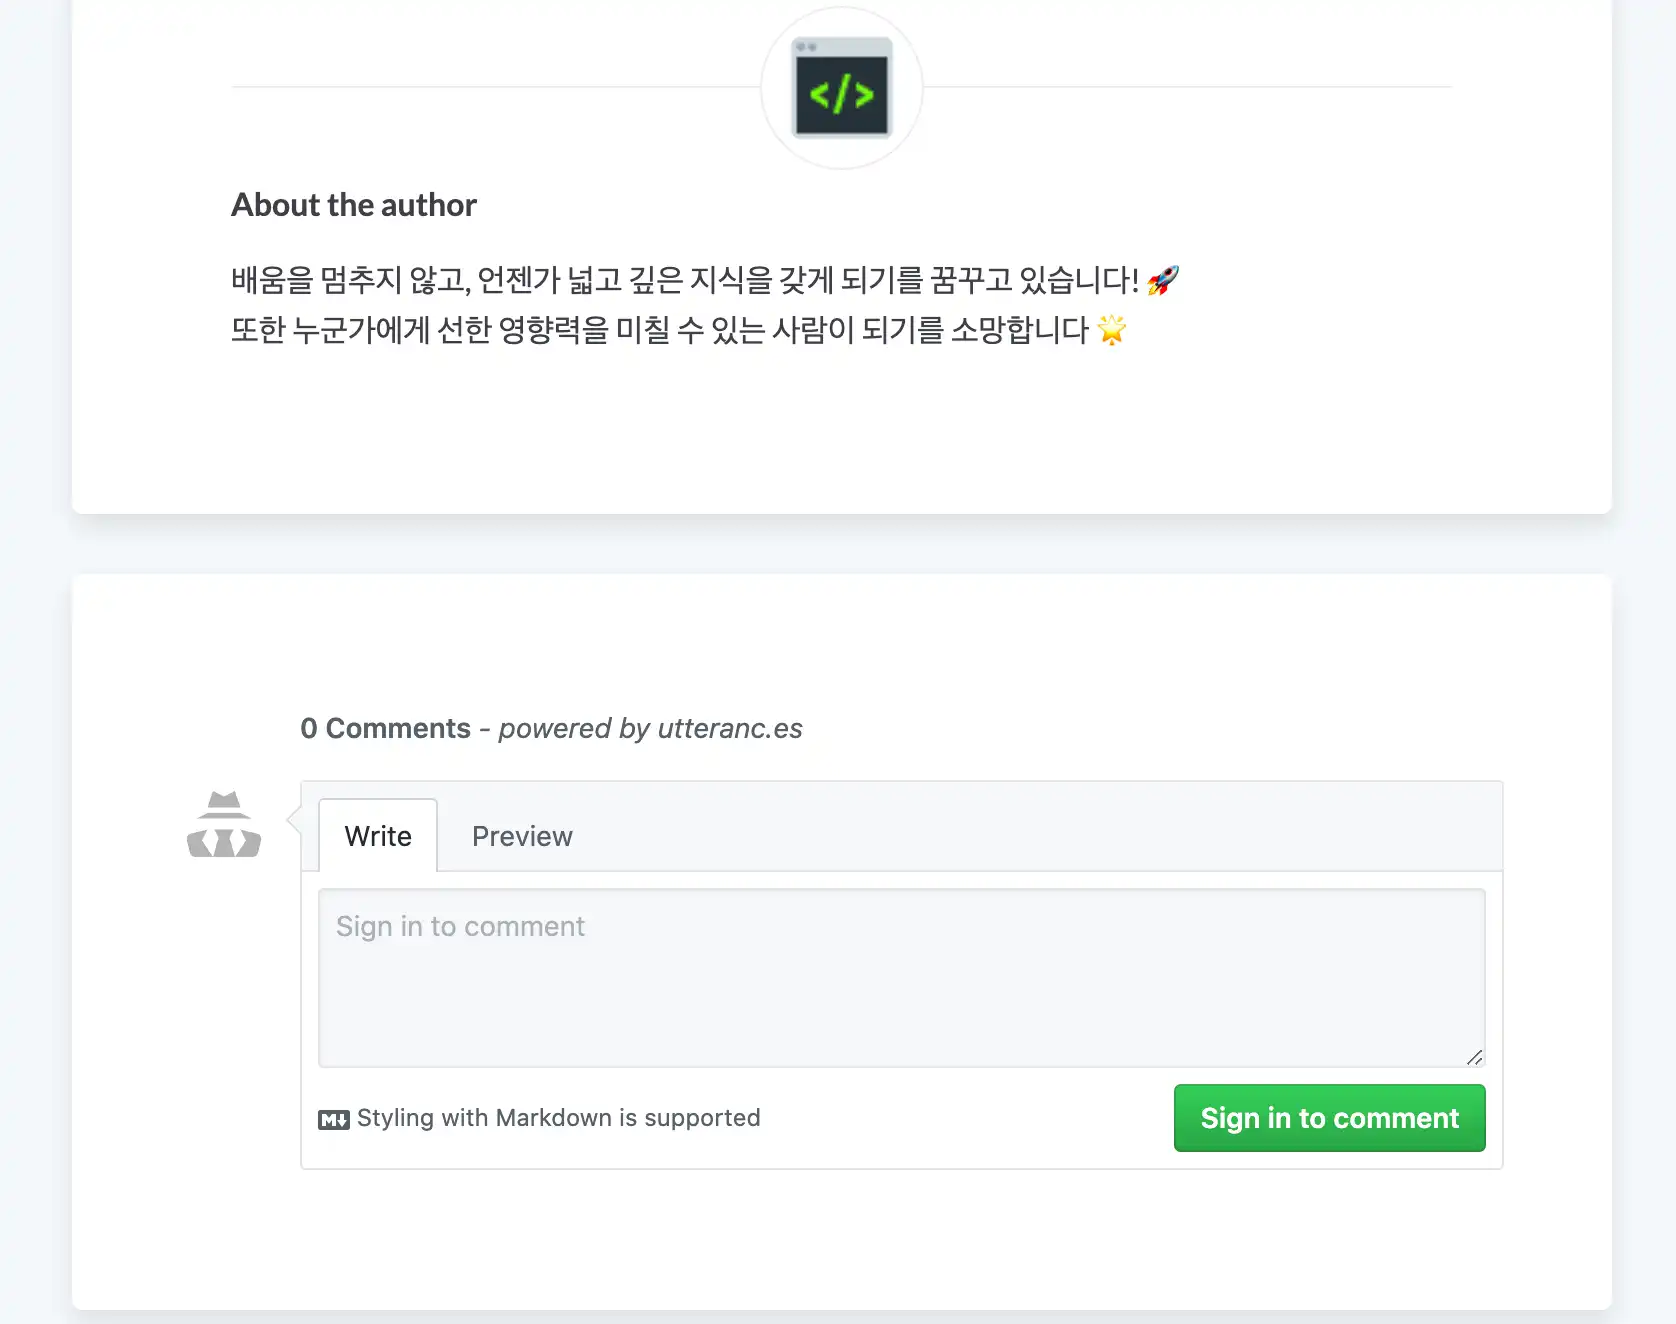 </>
About the author
배움을 멈추지 않고, 언젠가 넓고 깊은 지식을 갖게 되기를 꿈꾸고 있습니다! 🚀
또한 누군가에게 선한 영향력을 미칠 수 있는 사람이 되기를 소망합니다 🌟
0 Comments - powered by utteranc.es
Write
Preview
Sign in to comment
M↓ Styling with Markdown is supported
Sign in to comment